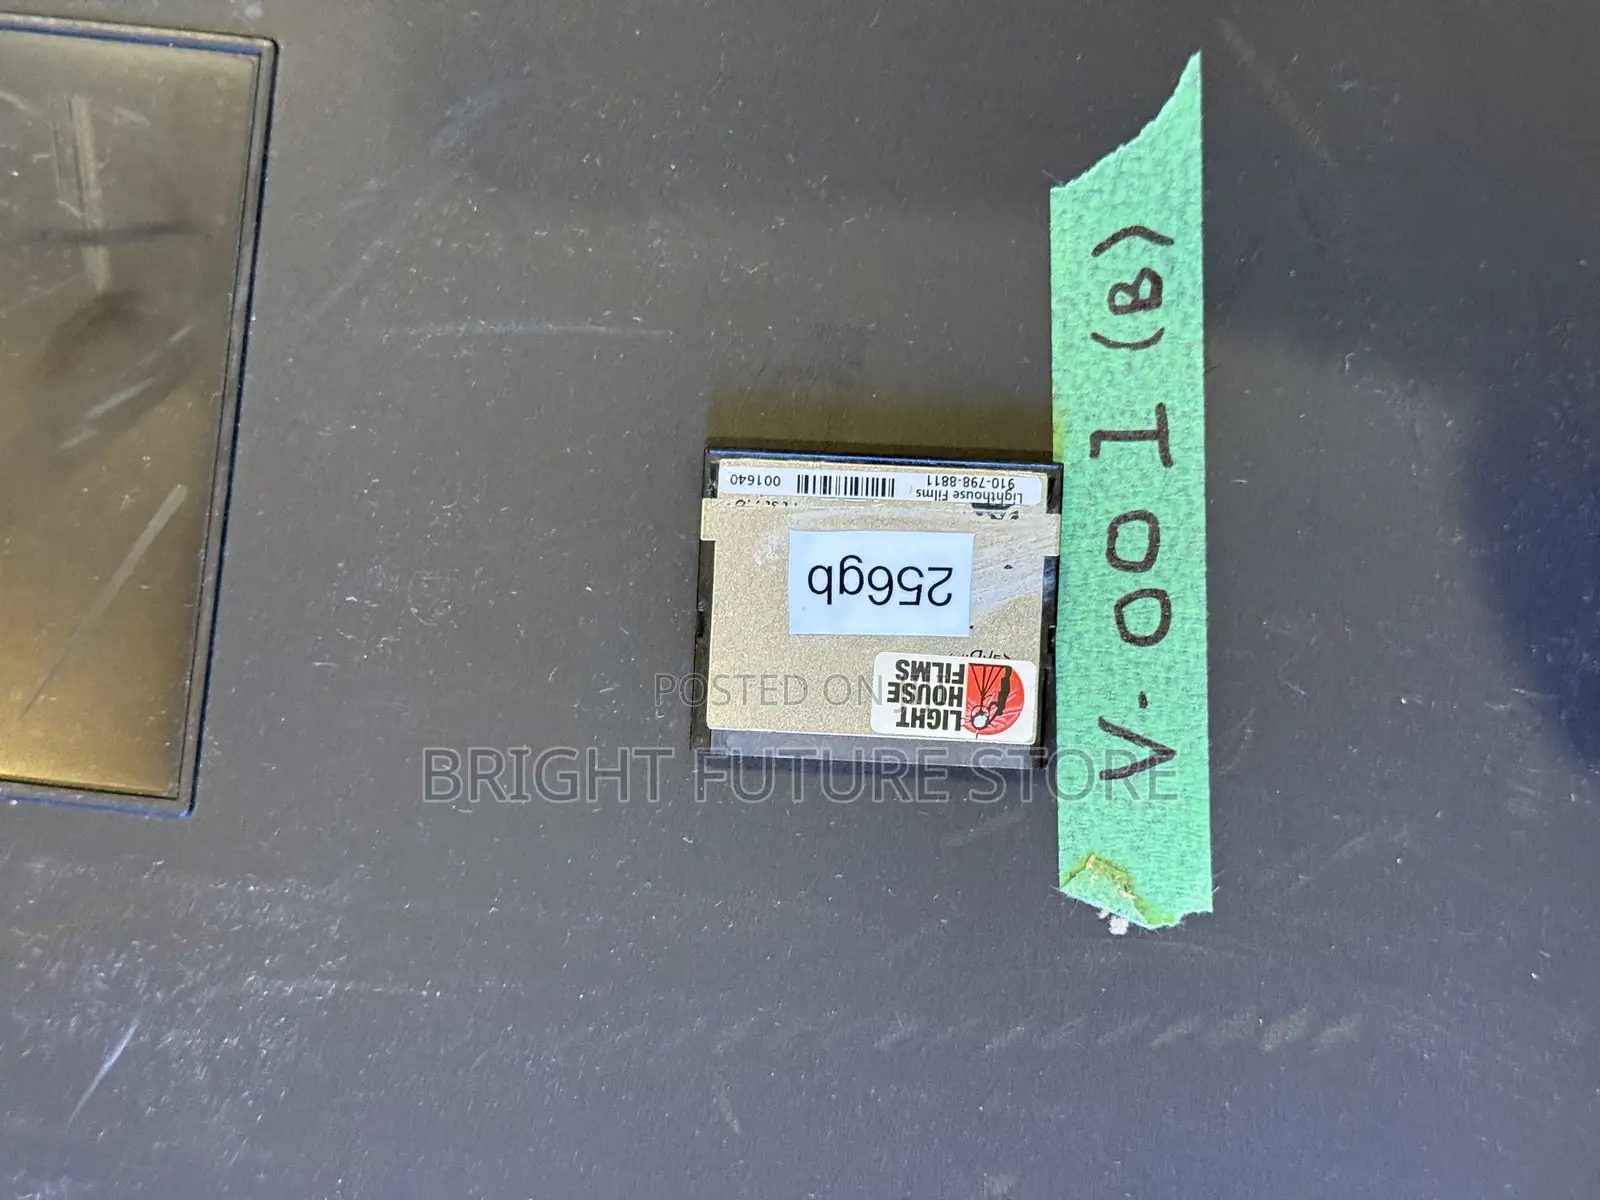 Lighthouse Films
910-798-8811
001640
256gb
LIGHT
HOUSE
FILMS
V-001 (B)
POSTED ON
BRIGHT FUTURE STORE